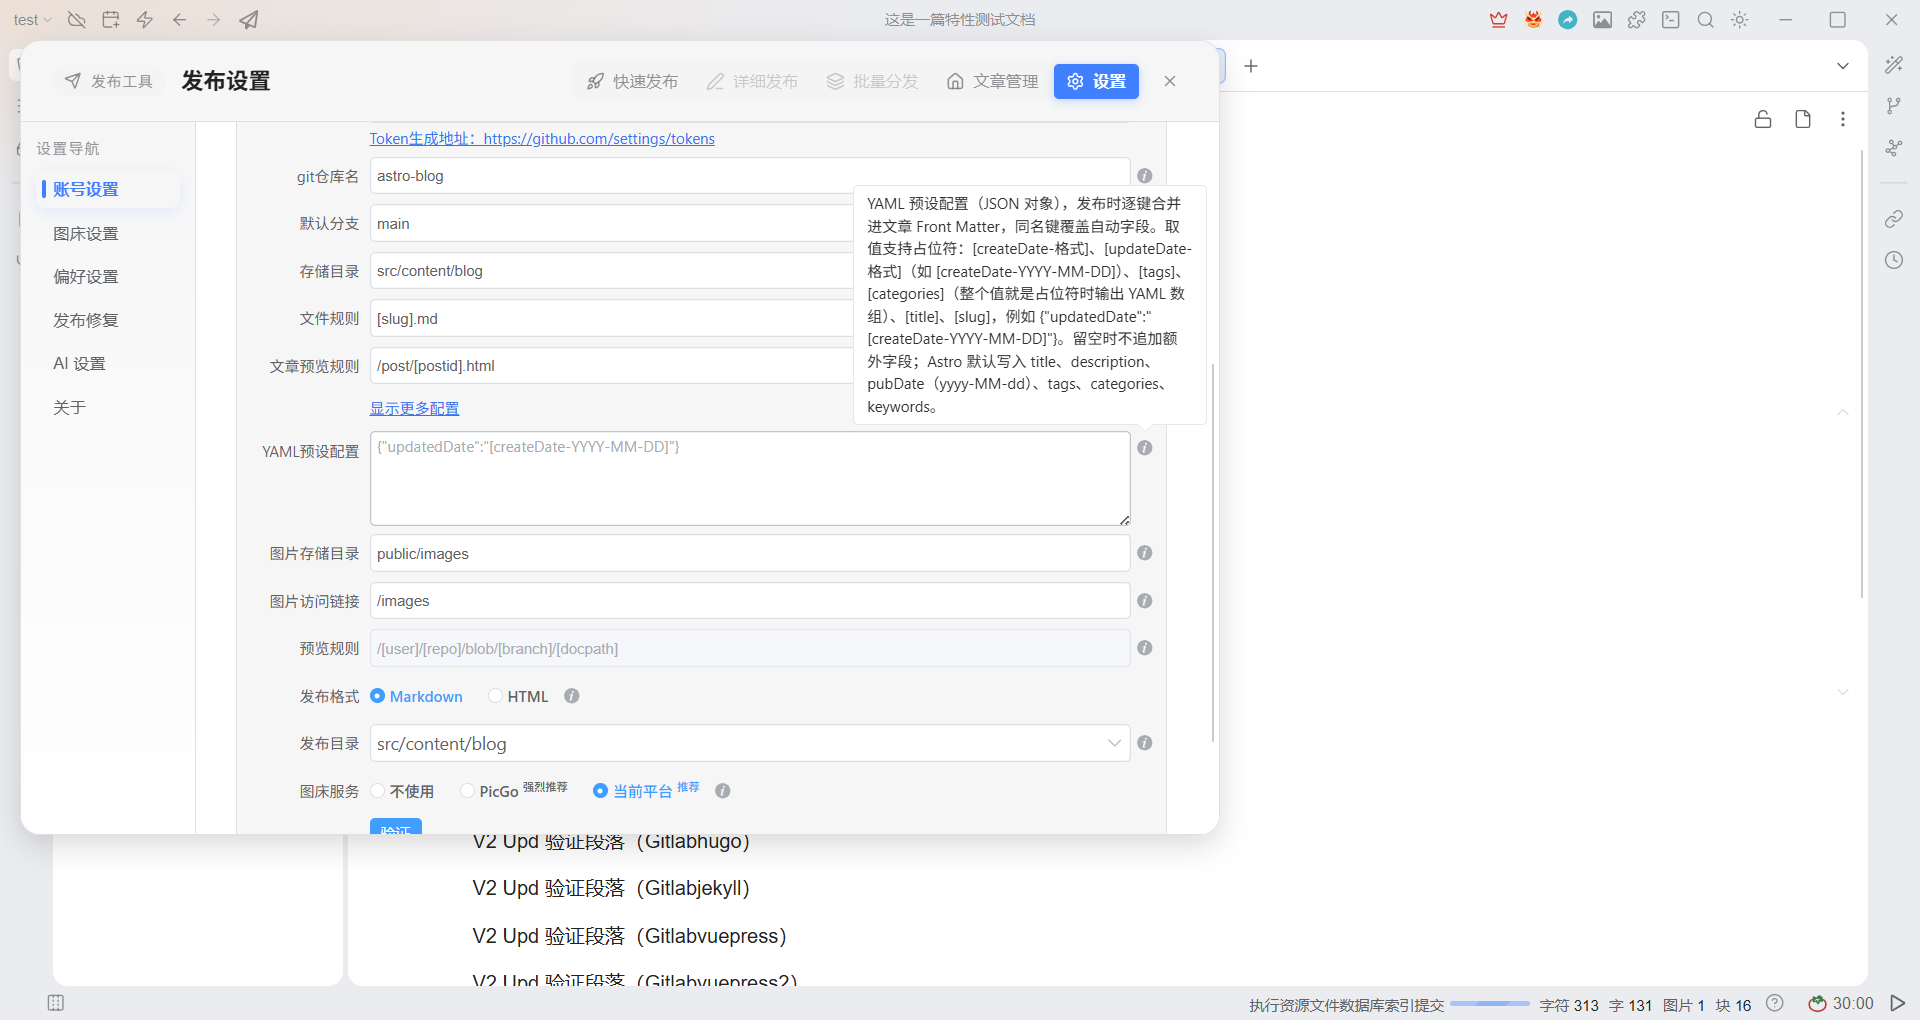 test
这是一篇特性测试文档
发布工具
发布设置
快速发布
详细发布
批量分发
文章管理
设置
设置导航
账号设置
图床设置
偏好设置
发布修复
AI 设置
关于
Token生成地址：https://github.com/settings/tokens
git仓库名
astro-blog
默认分支
main
存储目录
src/content/blog
文件规则
[slug].md
文章预览规则
/post/[postid].html
显示更多配置
YAML 预设配置（JSON 对象），发布时逐键合并
进文章 Front Matter，同名键覆盖自动字段。取
值支持占位符：[createDate-格式]、[updateDate-
格式]（如 [createDate-YYYY-MM-DD]）、[tags]、
[categories]（整个值就是占位符时输出 YAML 数
组）、[title]、[slug]，例如 {"updatedDate":"
[createDate-YYYY-MM-DD]"}。留空时不追加额
外字段；Astro 默认写入 title、description、
pubDate（yyyy-MM-dd）、tags、categories、
keywords。
YAML预设配置
{"updatedDate":"[createDate-YYYY-MM-DD]"}
图片存储目录
public/images
图片访问链接
/images
预览规则
/[user]/[repo]/blob/[branch]/[docpath]
发布格式
Markdown
HTML
发布目录
src/content/blog
图床服务
不使用
PicGo 强烈推荐
当前平台 推荐
验证
V2 Upd 验证段落（Gitlabhugo）
V2 Upd 验证段落（Gitlabjekyll）
V2 Upd 验证段落（Gitlabvuepress）
V2 Upd 验证段落（Gitlabvuepress2）
执行资源文件数据库索引提交
字符 313 字 131 图片 1 块 16
30:00